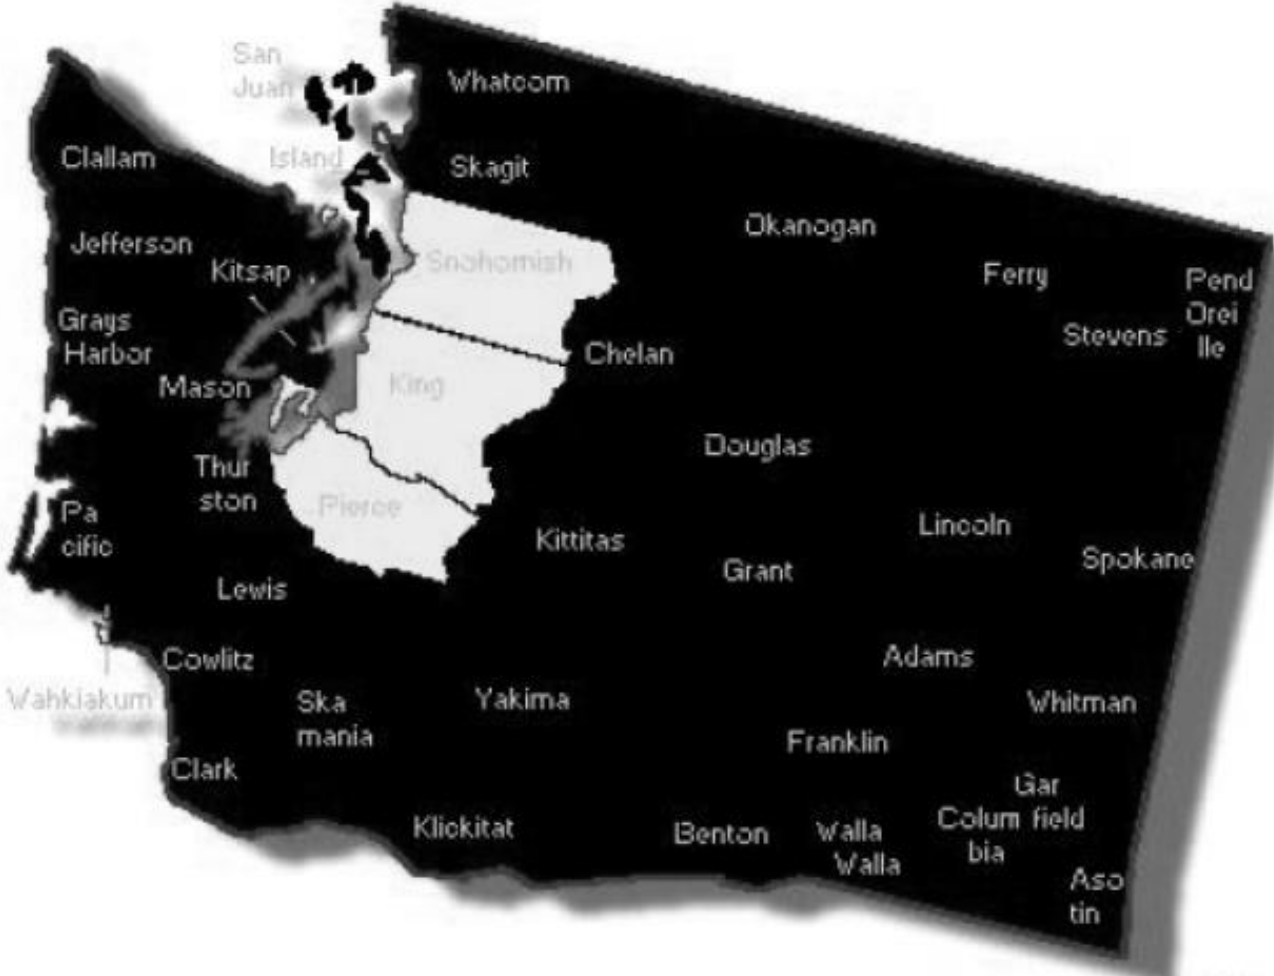 San
Juan
Whatcom
Clallam
Island
Skagit
Okanogan
Jefferson
Kitsap
Snohomish
Ferry
Pend
Orei
lle
Grays
Harbor
Stevens
Chelan
Mason
King
Douglas
Thur
ston
Pierce
Pa
cific
Kittitas
Lincoln
Spokane
Grant
Lewis
Cowlitz
Adams
Wahkiakum
Ska
mania
Yakima
Whitman
Franklin
Clark
Gar
field
Colum
bia
Klickitat
Benton
Walla
Walla
Aso
tin